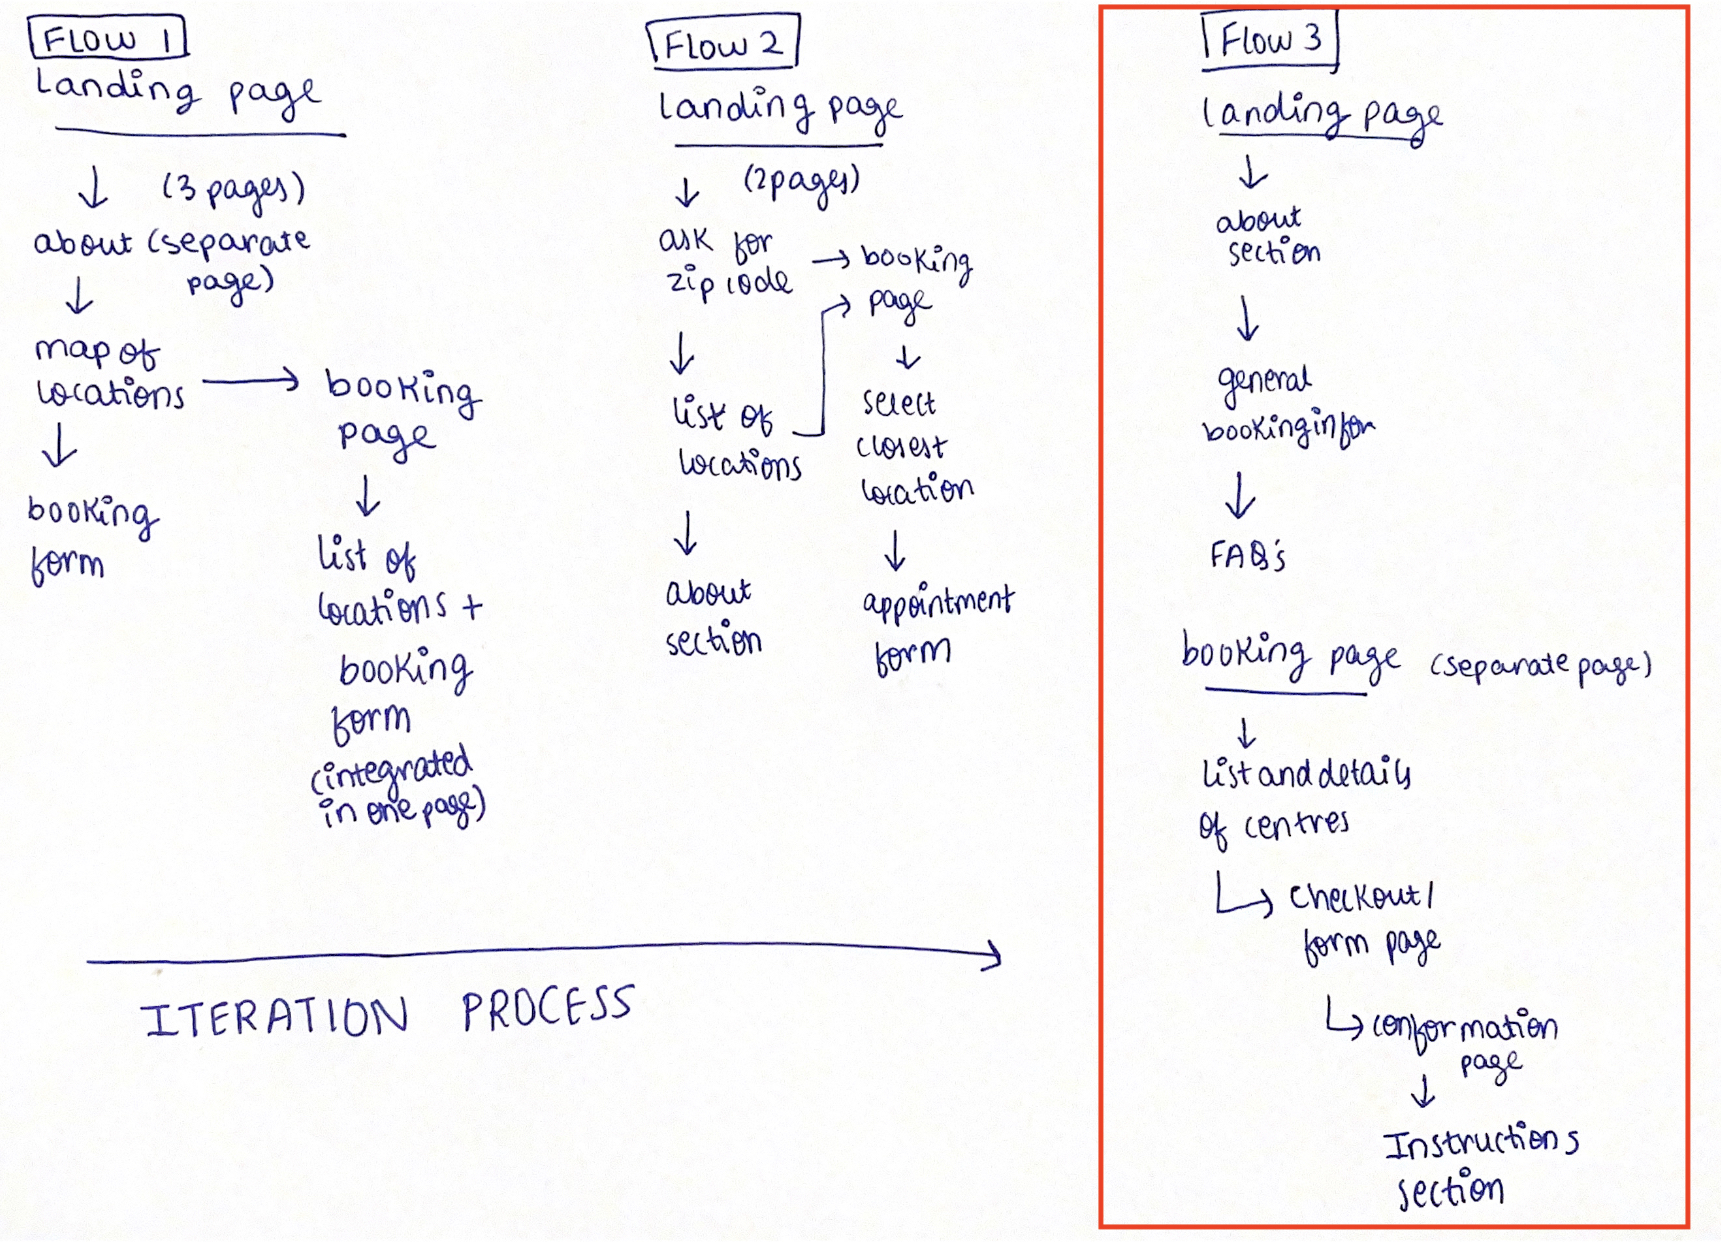 FLOW 1
Landing page
(3 pages)
about (separate
page)
map of
locations
booking
form
booking
page
list of
locations +
booking
form
(integrated
in one page)
Flow 2
landing page
(2 pages)
ask for
zip code
list of
locations
about
section
booking
page
select
closest
location
appointment
form
Flow 3
landing page
about
section
general
booking infor
FAQ's
booking page (separate page)
list and details
of centres
Checkout/
form page
conformation
page
Instructions
section
ITERATION PROCESS